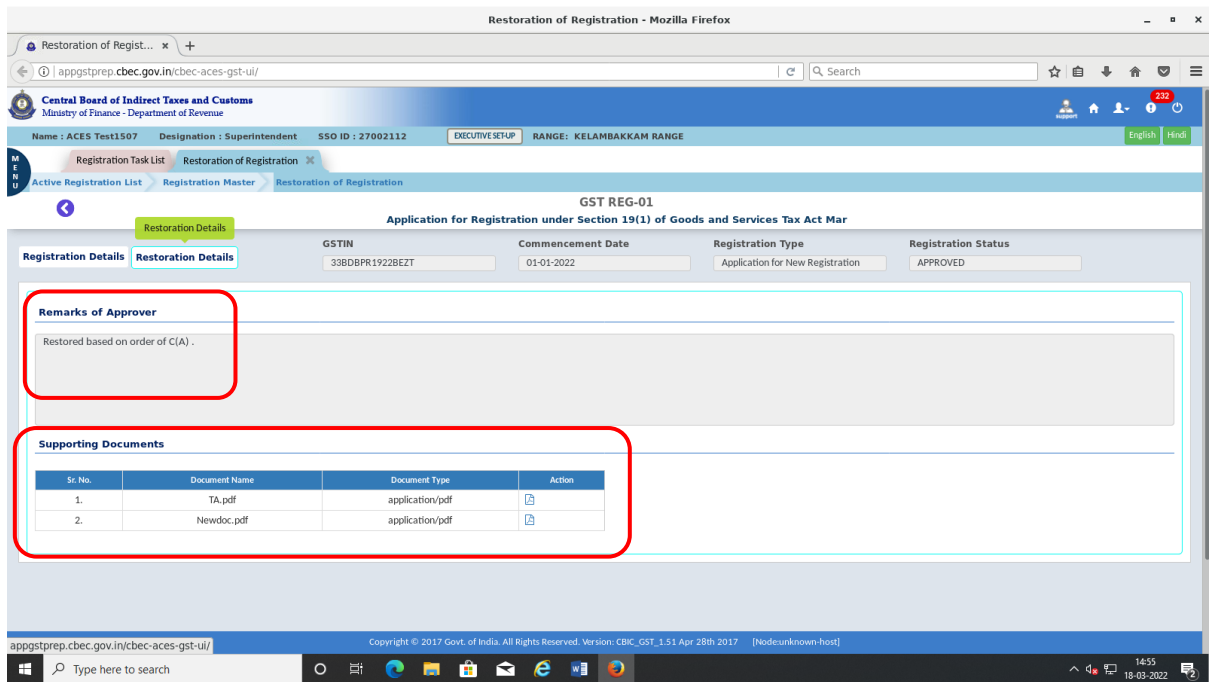 Restoration of Registration - Mozilla Firefox
Restoration of Regist...
appgstprep.cbec.gov.in/cbec-aces-gst-ui/
Search
Central Board of Indirect Taxes and Customs
Ministry of Finance - Department of Revenue
support
232
Name : ACES Test1507 Designation : Superintendent SSO ID : 27002112 EXECUTIVE SET-UP RANGE: KELAMBAKKAM RANGE English Hindi
MENU
Registration Task List Restoration of Registration
Active Registration List Registration Master Restoration of Registration
GST REG-01
Application for Registration under Section 19(1) of Goods and Services Tax Act Mar
Restoration Details
Registration Details Restoration Details
GSTIN Commencement Date Registration Type Registration Status
33BDBPR1922BEZT 01-01-2022 Application for New Registration APPROVED
Remarks of Approver
Restored based on order of C(A) .
Supporting Documents
Sr. No. Document Name Document Type Action
1. TA.pdf application/pdf
2. Newdoc.pdf application/pdf
Copyright © 2017 Govt. of India. All Rights Reserved. Version: CBIC_GST_1.51 Apr 28th 2017 [Node:unknown-host]
appgstprep.cbec.gov.in/cbec-aces-gst-ui/
Type here to search
14:55
18-03-2022
2